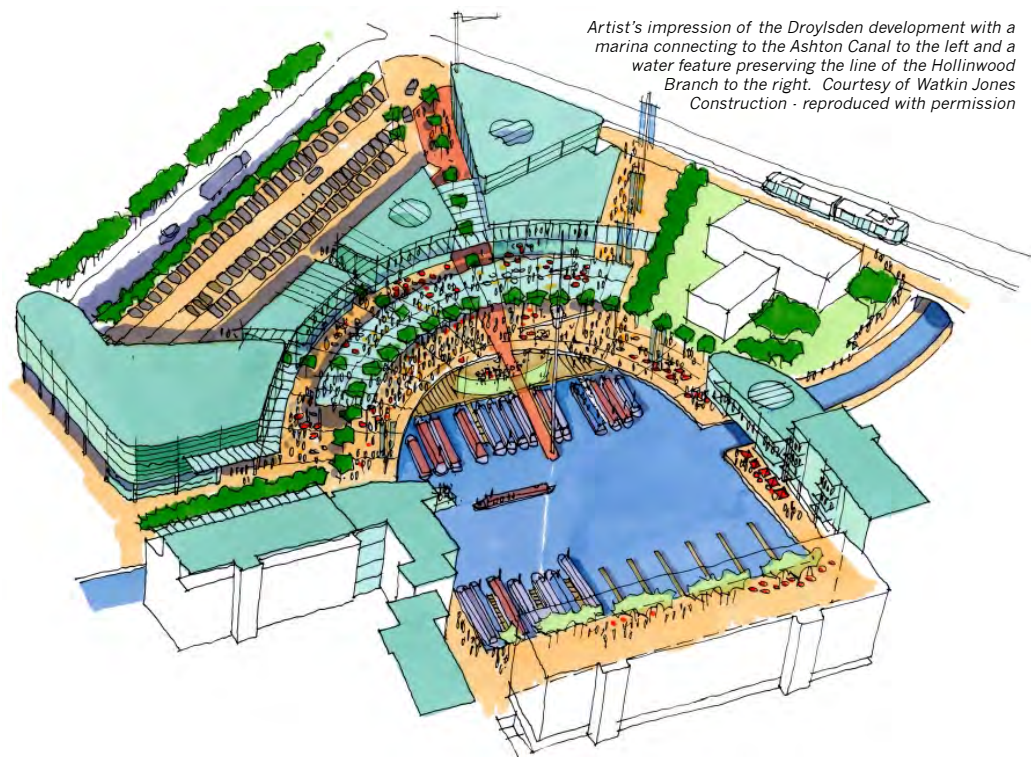 Artist's impression of the Droylsden development with a
marina connecting to the Ashton Canal to the left and a
water feature preserving the line of the Hollinwood
Branch to the right. Courtesy of Watkin Jones
Construction - reproduced with permission